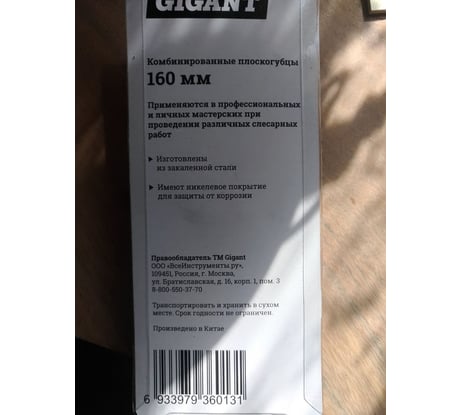 GIGANT
Комбинированные плоскогубцы
160 мм
Применяются в профессиональных
и личных мастерских при
проведении различных слесарных
работ
▸ Изготовлены
из закаленной стали
▸ Имеют никелевое покрытие
для защиты от коррозии
Правообладатель ТМ Gigant
ООО «ВсеИнструменты.ру»,
109451, Россия, г. Москва,
ул. Братиславская, д. 16, корп. 1, пом. 3
8-800-550-37-70
Транспортировать и хранить в сухом
месте. Срок годности не ограничен.
Произведено в Китае
6 933979 360131